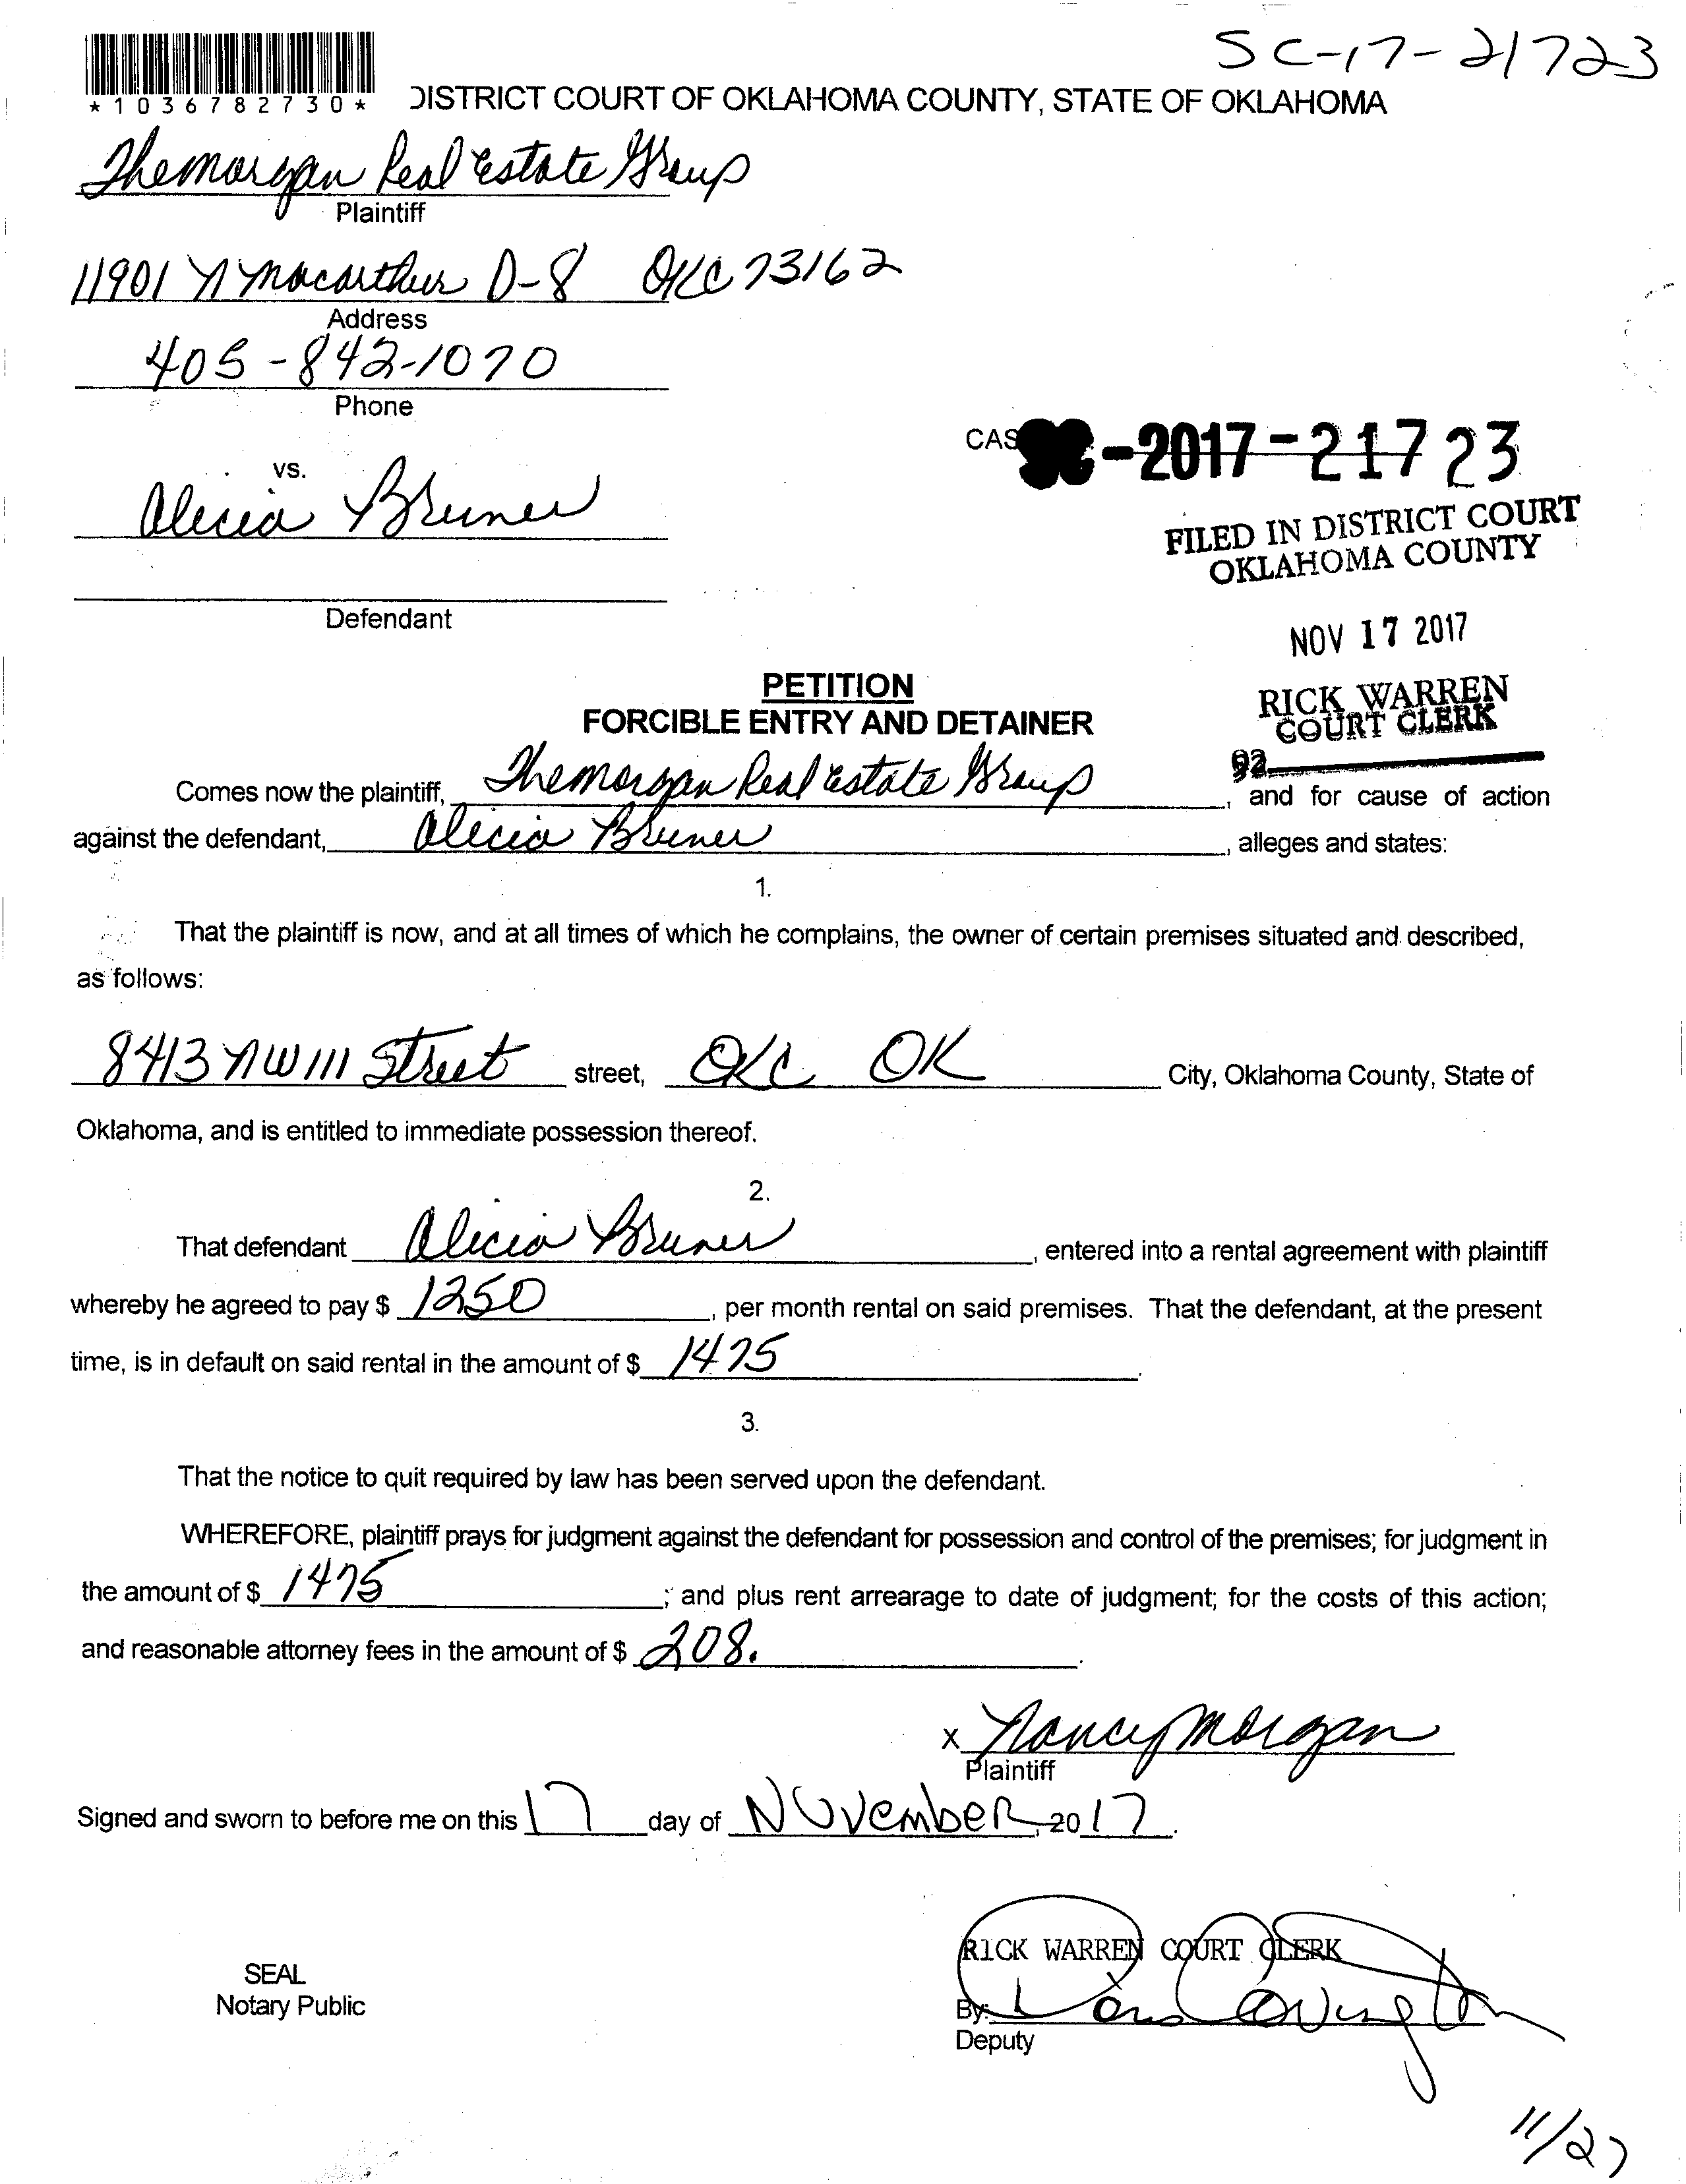 SC-17-21723
*1036782730*
DISTRICT COURT OF OKLAHOMA COUNTY, STATE OF OKLAHOMA
The Morgan Real Estate Group
Plaintiff
11901 N Macarthur D-8 OKC 73162
Address
405-842-1070
Phone
CAS SC-2017-21723
vs.
Alicia Bruner
FILED IN DISTRICT COURT
OKLAHOMA COUNTY
Defendant
NOV 17 2017
PETITION
FORCIBLE ENTRY AND DETAINER
RICK WARREN
COURT CLERK
92
Comes now the plaintiff, The Morgan Real Estate Group, and for cause of action
against the defendant, Alicia Bruner, alleges and states:
1.
That the plaintiff is now, and at all times of which he complains, the owner of certain premises situated and described,
as follows:
8413 NW 111 Street street, OKC OK City, Oklahoma County, State of
Oklahoma, and is entitled to immediate possession thereof.
2.
That defendant Alicia Bruner, entered into a rental agreement with plaintiff
whereby he agreed to pay $ 1250, per month rental on said premises. That the defendant, at the present
time, is in default on said rental in the amount of $ 1475.
3.
That the notice to quit required by law has been served upon the defendant.
WHEREFORE, plaintiff prays for judgment against the defendant for possession and control of the premises; for judgment in
the amount of $ 1475; and plus rent arrearage to date of judgment; for the costs of this action;
and reasonable attorney fees in the amount of $ 208.
x Nancy Morgan
Plaintiff
Signed and sworn to before me on this 17 day of November, 2017.
RICK WARREN COURT CLERK
SEAL
Notary Public
By:
Deputy
11/27